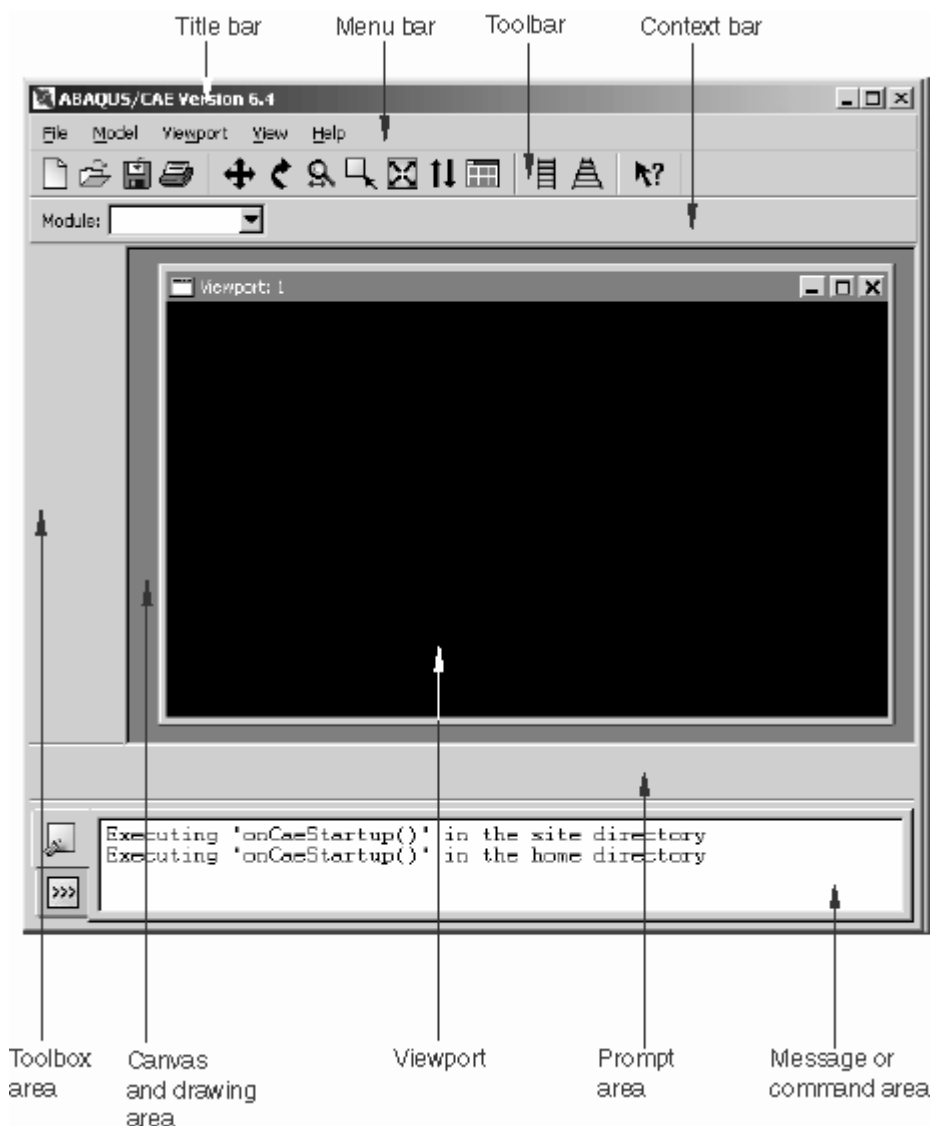 Title bar
Menu bar
Toolbar
Context bar
ABAQUS/CAE Version 6.4
File Model Viewport View Help
Module:
Viewport: 1
Executing "onCaeStartup()" in the site directory
Executing "onCaeStartup()" in the home directory
>>>
Toolbox
area
Canvas
and drawing
area
Viewport
Prompt
area
Message or
command area